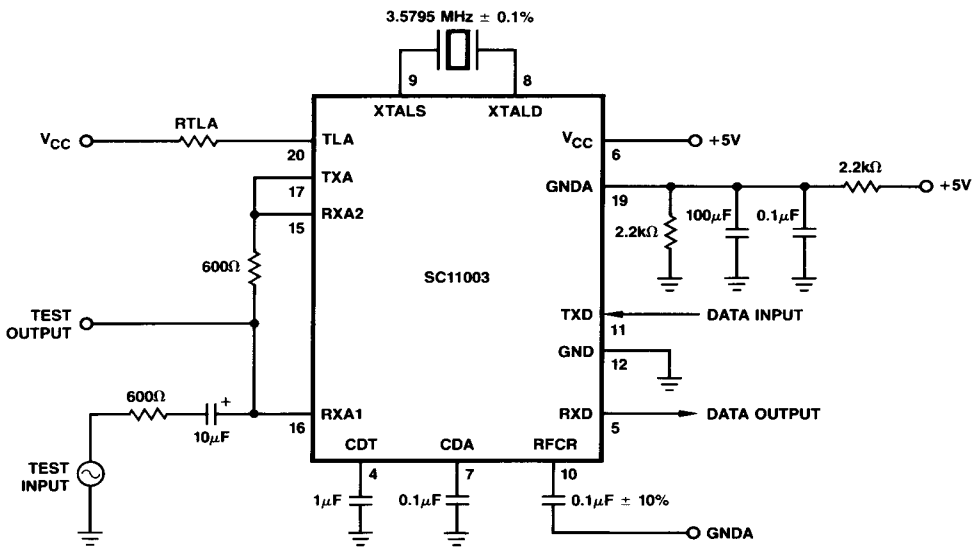 3.5795 MHz ± 0.1%
9
8
XTALS
XTALD
VCC
RTLA
20
TLA
VCC
6
+5V
17
TXA
GNDA
19
2.2kΩ
+5V
15
RXA2
2.2kΩ
100µF
0.1µF
600Ω
SC11003
TEST
OUTPUT
TXD
11
DATA INPUT
GND
12
600Ω
+
10µF
16
RXA1
RXD
5
DATA OUTPUT
CDT
CDA
RFCR
4
7
10
TEST
INPUT
1µF
0.1µF
0.1µF ± 10%
GNDA